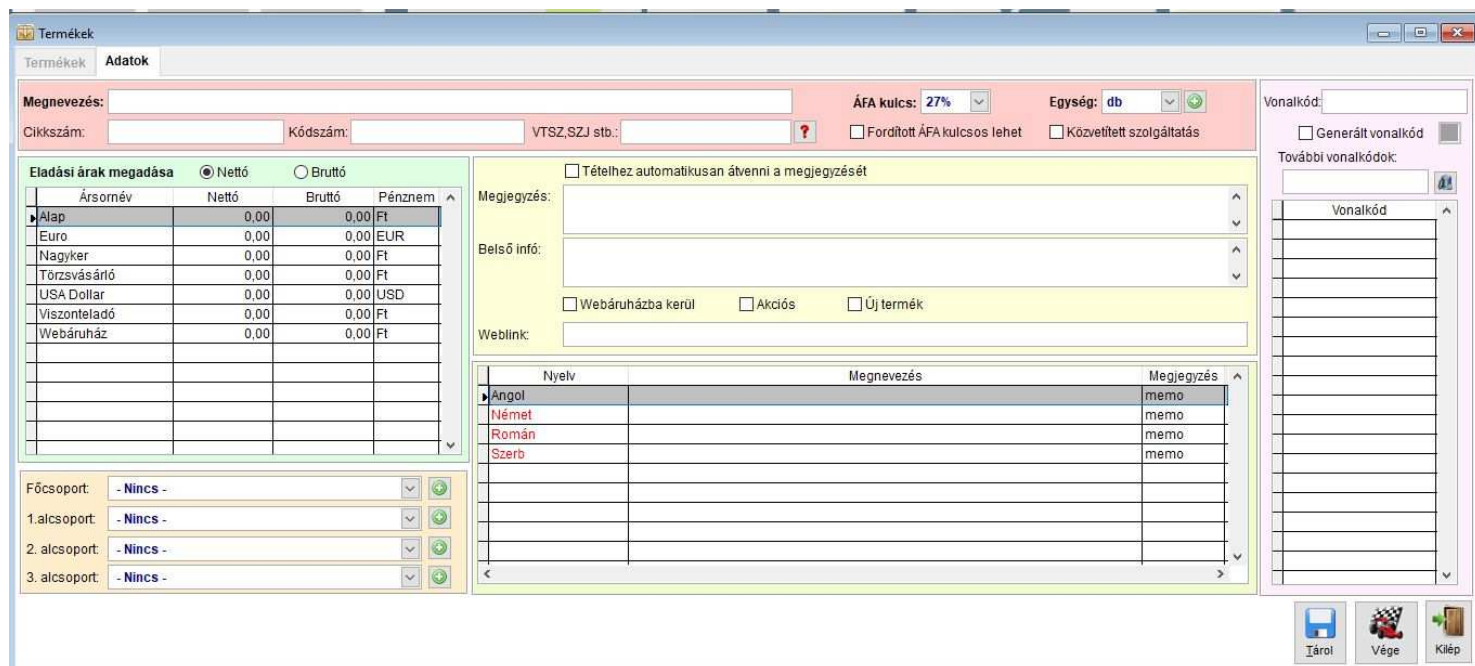 Termékek
Termékek Adatok
Megnevezés: ÁFA kulcs: 27% Egység: db Vonalkód:
Cikkszám: Kódszám: VTSZ,SZJ stb.: ? Fordított ÁFA kulcsos lehet Közvetített szolgáltatás Generált vonalkód
További vonalkódok:
Vonalkód
Eladási árak megadása Nettó Bruttó
Ársornév Nettó Bruttó Pénznem
Alap 0,00 0,00 Ft
Euro 0,00 0,00 EUR
Nagyker 0,00 0,00 Ft
Törzsvásárló 0,00 0,00 Ft
USA Dollar 0,00 0,00 USD
Viszonteladó 0,00 0,00 Ft
Webáruház 0,00 0,00 Ft
Tételhez automatikusan átvenni a megjegyzését
Megjegyzés:
Belső infó:
Webáruházba kerül Akciós Új termék
Weblink:
Nyelv Megnevezés Megjegyzés
Angol memo
Német memo
Román memo
Szerb memo
Főcsoport: - Nincs -
1.alcsoport: - Nincs -
2. alcsoport: - Nincs -
3. alcsoport: - Nincs -
Tárol Vége Kilép